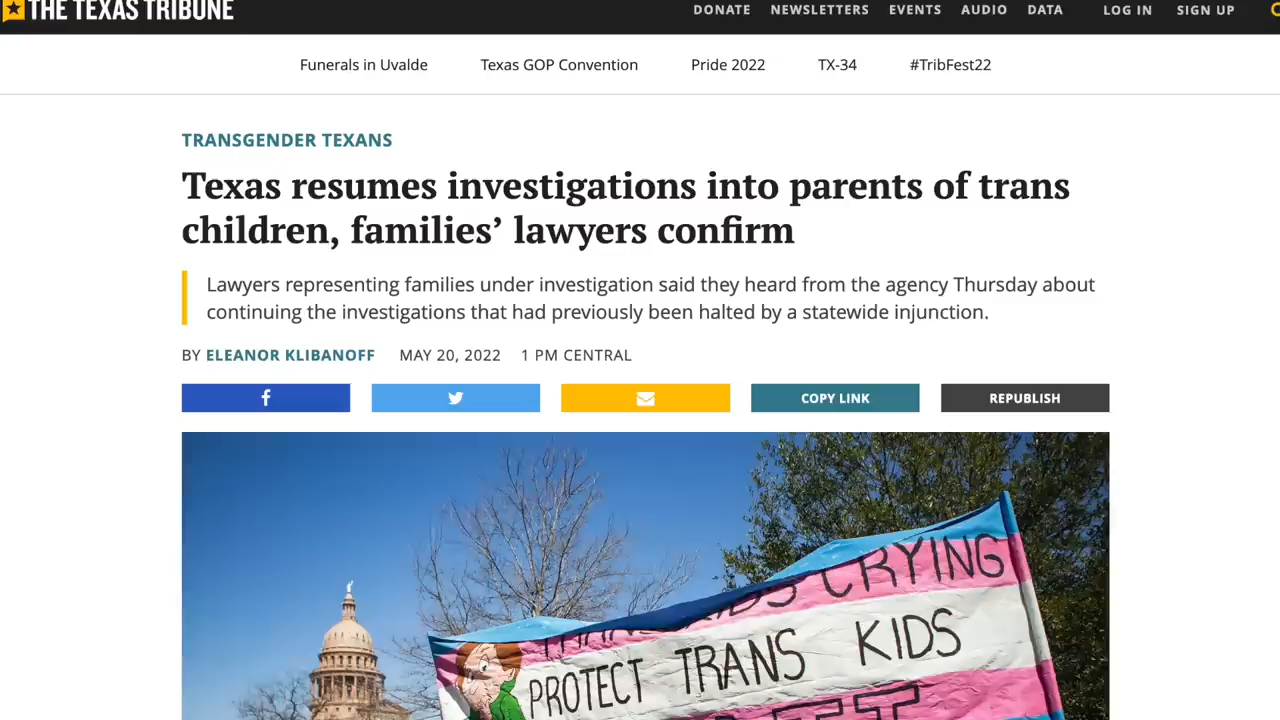 THE TEXAS TRIBUNE
DONATE NEWSLETTERS EVENTS AUDIO DATA LOG IN SIGN UP
Funerals in Uvalde Texas GOP Convention Pride 2022 TX-34 #TribFest22
TRANSGENDER TEXANS
Texas resumes investigations into parents of trans
children, families’ lawyers confirm
Lawyers representing families under investigation said they heard from the agency Thursday about
continuing the investigations that had previously been halted by a statewide injunction.
BY ELEANOR KLIBANOFF MAY 20, 2022 1 PM CENTRAL
COPY LINK REPUBLISH
CRYING
PROTECT TRANS KIDS